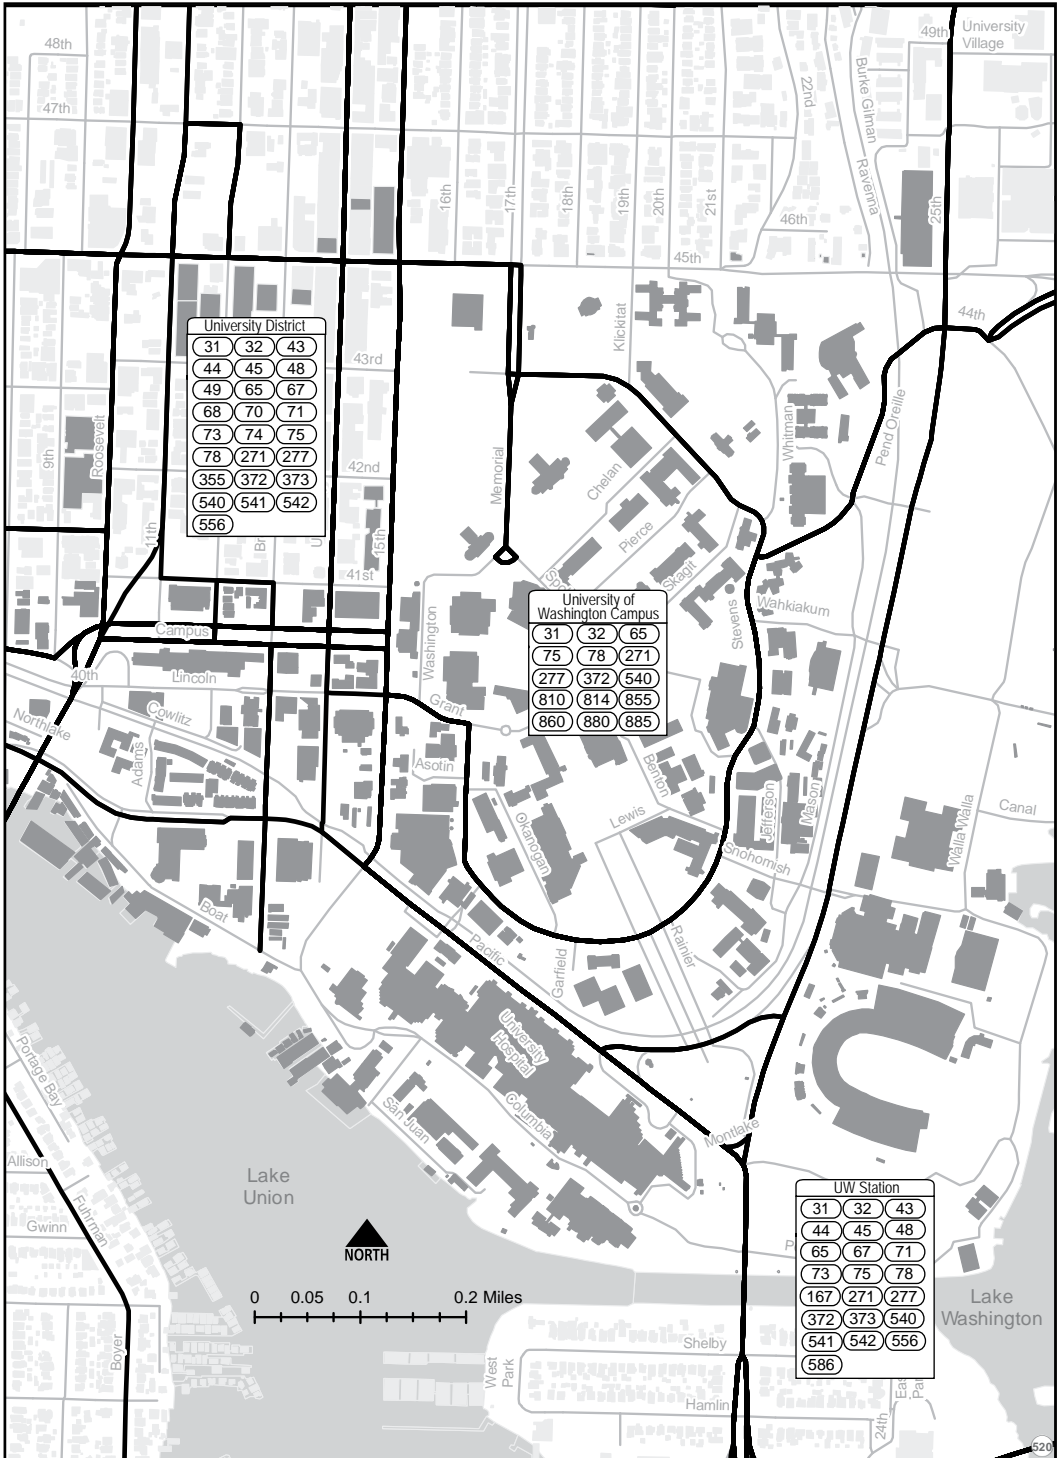 48th
49th
University
Village
47th
22nd
Burke Gilman
Ravenna
16th
17th
18th
19th
20th
21st
25th
46th
45th
44th
Klickitat
University District
31 32 43
44 45 48
49 65 67
68 70 71
73 74 75
78 271 277
355 372 373
540 541 542
556
43rd
9th
Roosevelt
42nd
Memorial
Chelan
Whitman
Pend Oreille
11th
Br
U
15th
41st
Pierce
Skagit
Spo
Wahkiakum
Stevens
University of
Washington Campus
31 32 65
75 78 271
277 372 540
810 814 855
860 880 885
Campus
Washington
40th
Lincoln
Grant
Cowlitz
Northlake
Adams
Asotin
Benton
Lewis
Okanogan
Jefferson
Mason
Snohomish
Walla Walla
Canal
Boat
Pacific
Garfield
Rainier
University
Hospital
Columbia
San Juan
Montlake
Portage Bay
Allison
Gwinn
Fuhrman
Boyer
Lake
Union
NORTH
0 0.05 0.1 0.2 Miles
UW Station
31 32 43
44 45 48
65 67 71
73 75 78
167 271 277
372 373 540
541 542 556
586
P
Lake
Washington
Shelby
West
Park
Hamlin
24th
Eas
Par
520